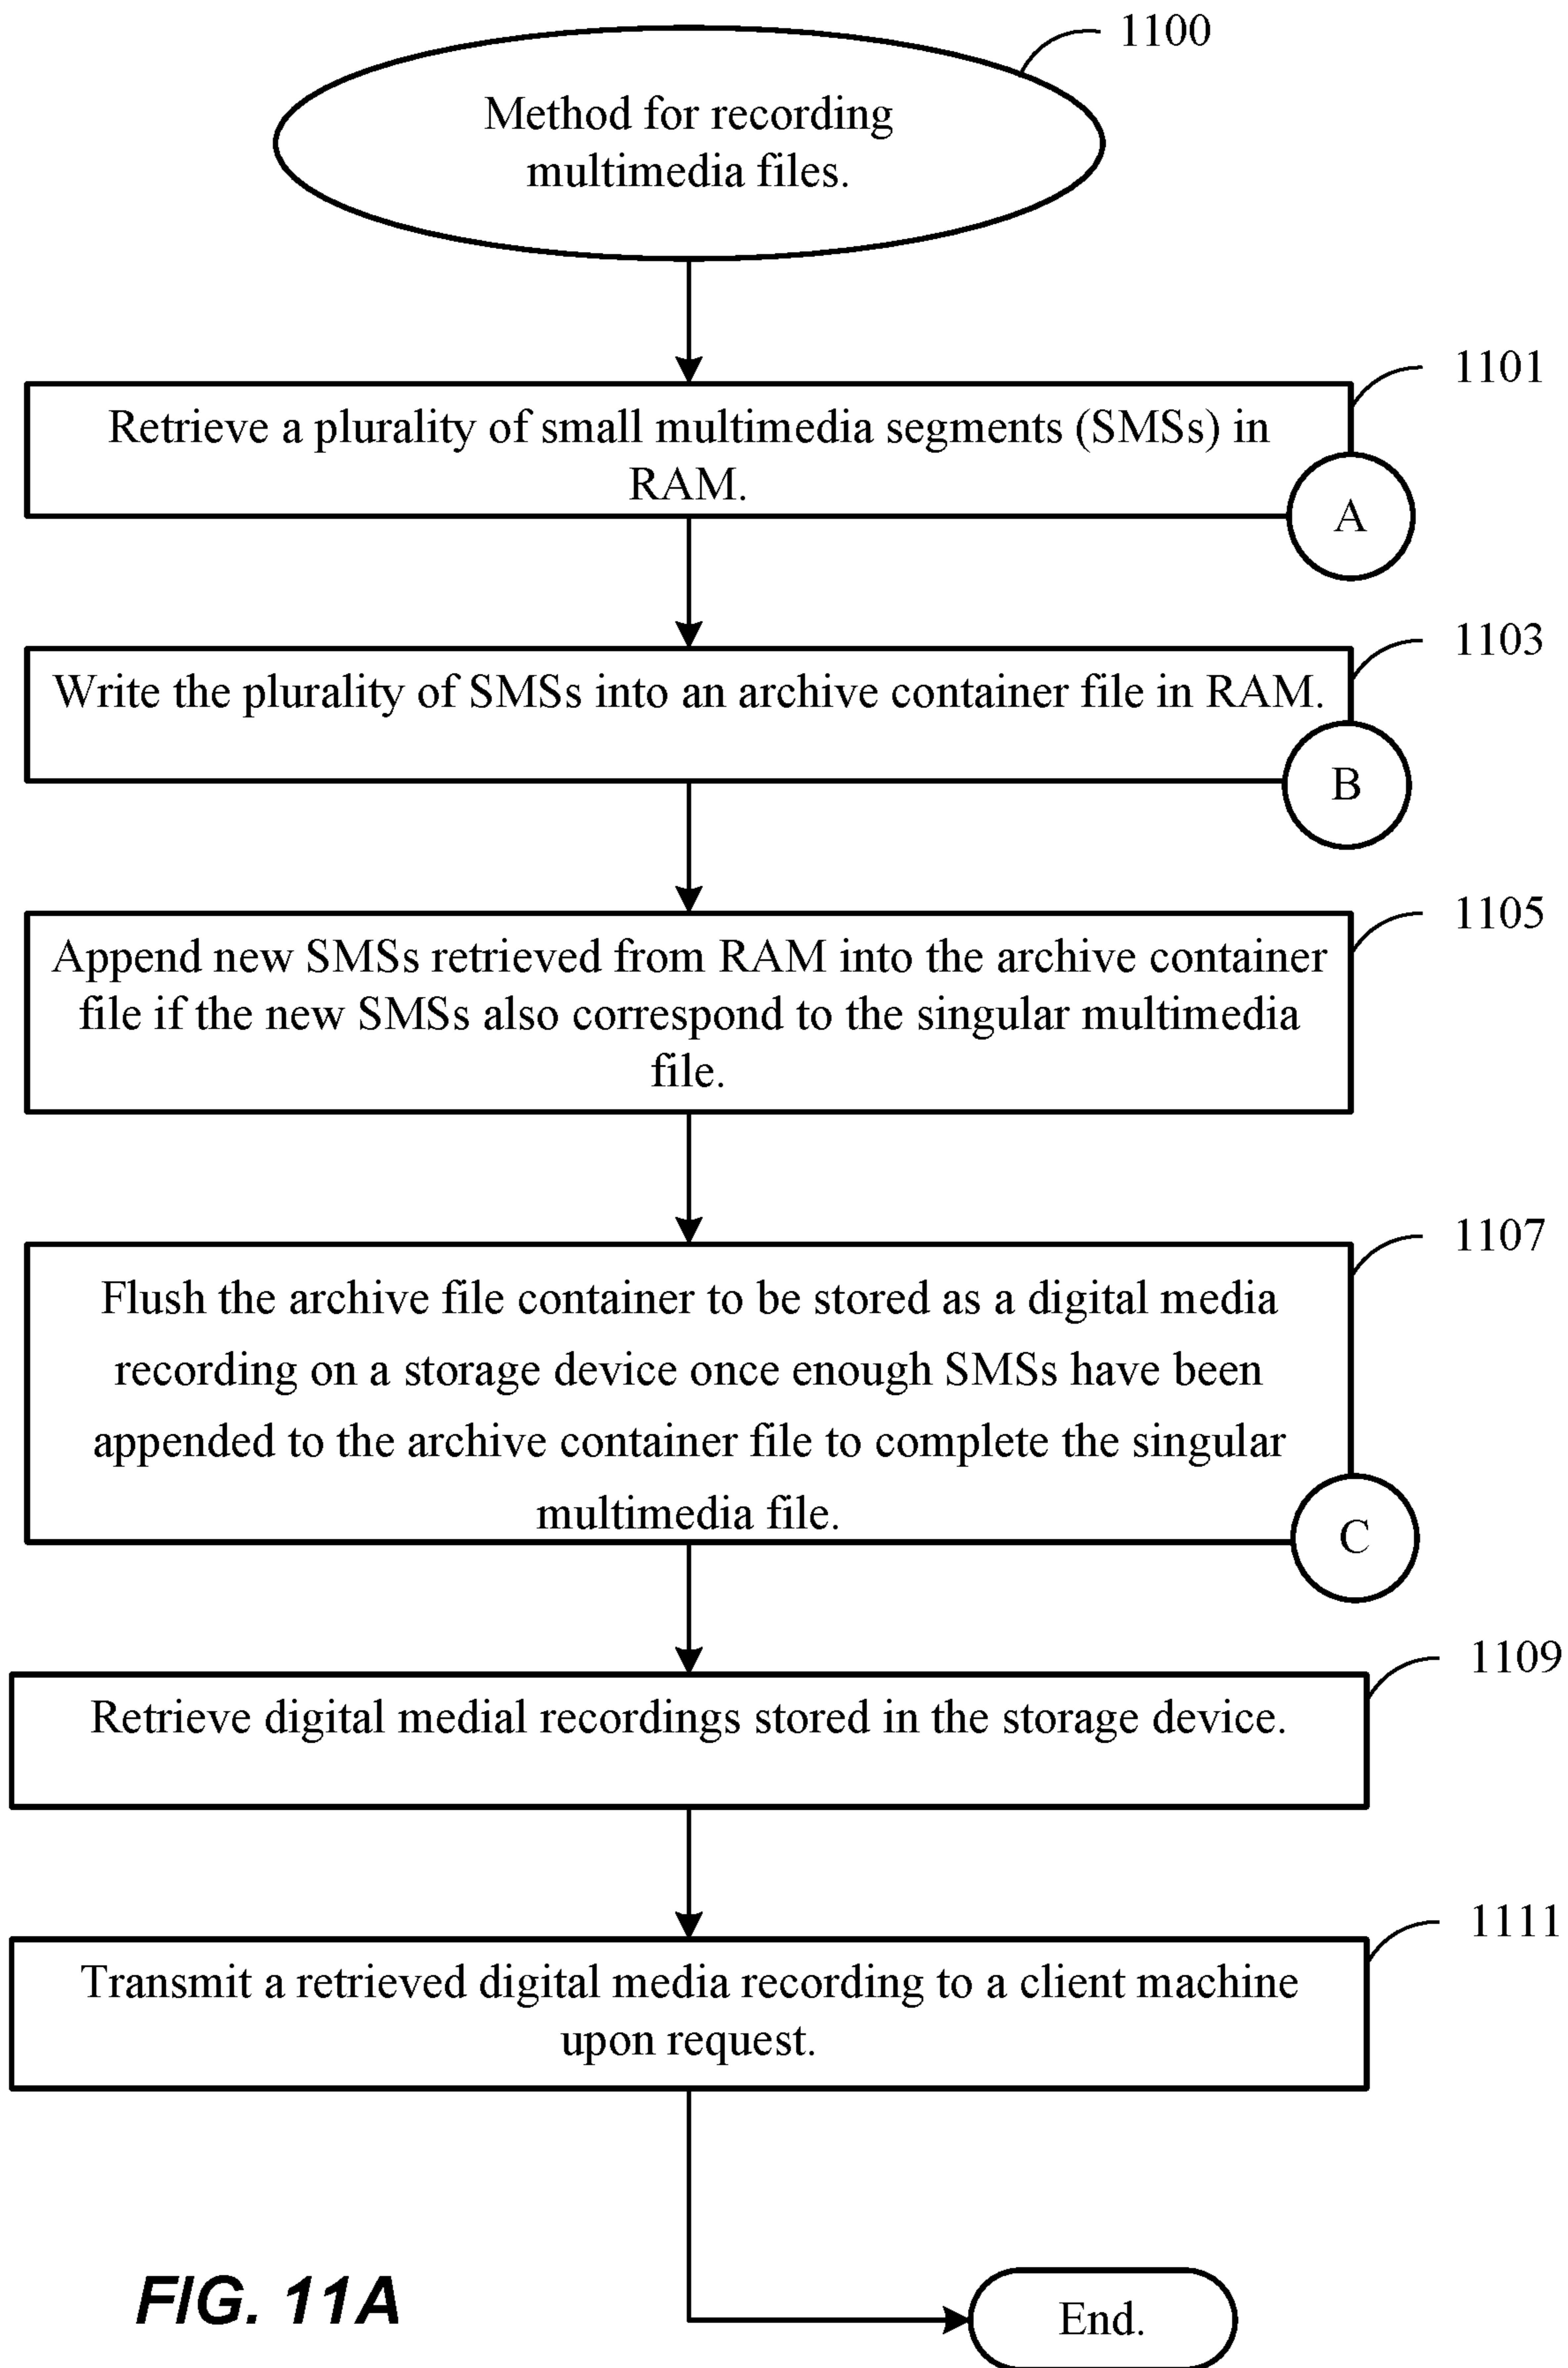 1100
Method for recording
multimedia files.
1101
Retrieve a plurality of small multimedia segments (SMSs) in
RAM.
A
1103
Write the plurality of SMSs into an archive container file in RAM.
B
1105
Append new SMSs retrieved from RAM into the archive container
file if the new SMSs also correspond to the singular multimedia
file.
1107
Flush the archive file container to be stored as a digital media
recording on a storage device once enough SMSs have been
appended to the archive container file to complete the singular
multimedia file.
C
1109
Retrieve digital medial recordings stored in the storage device.
1111
Transmit a retrieved digital media recording to a client machine
upon request.
FIG. 11A
End.